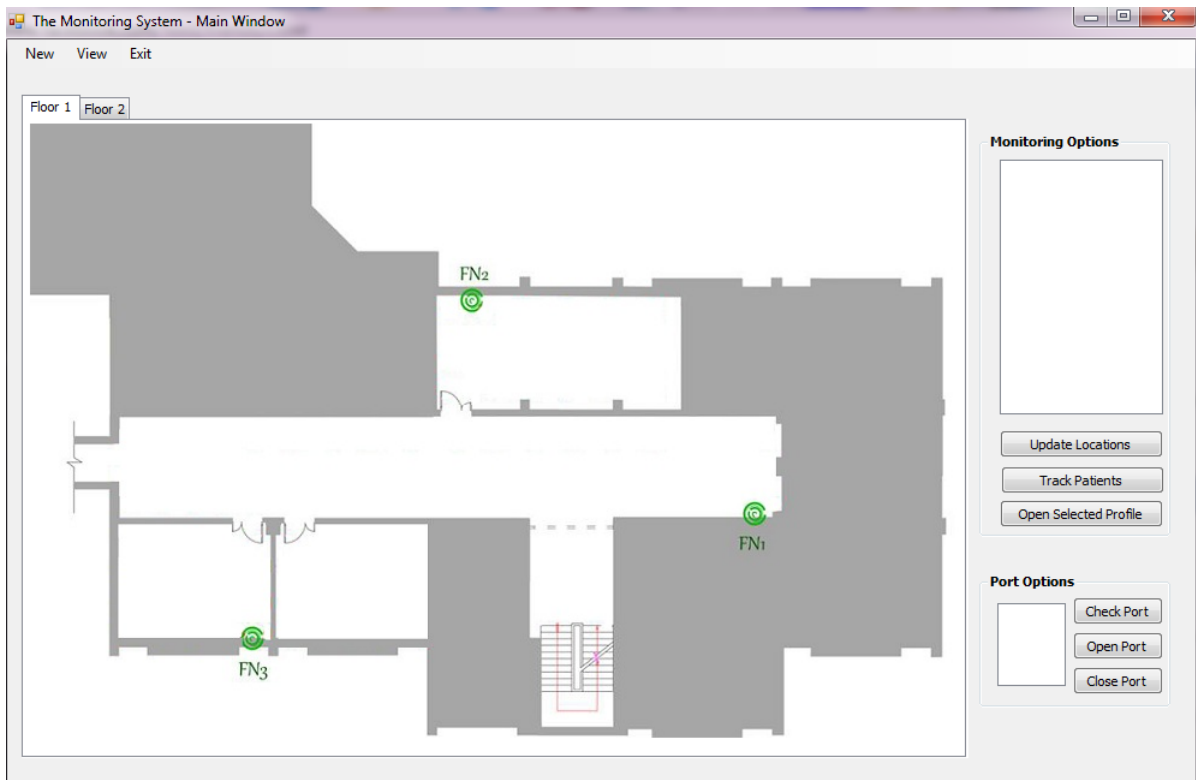 The Monitoring System - Main Window
New View Exit
Floor 1 Floor 2
Monitoring Options
FN2
Update Locations
Track Patients
Open Selected Profile
FN1
Port Options
Check Port
Open Port
Close Port
FN3